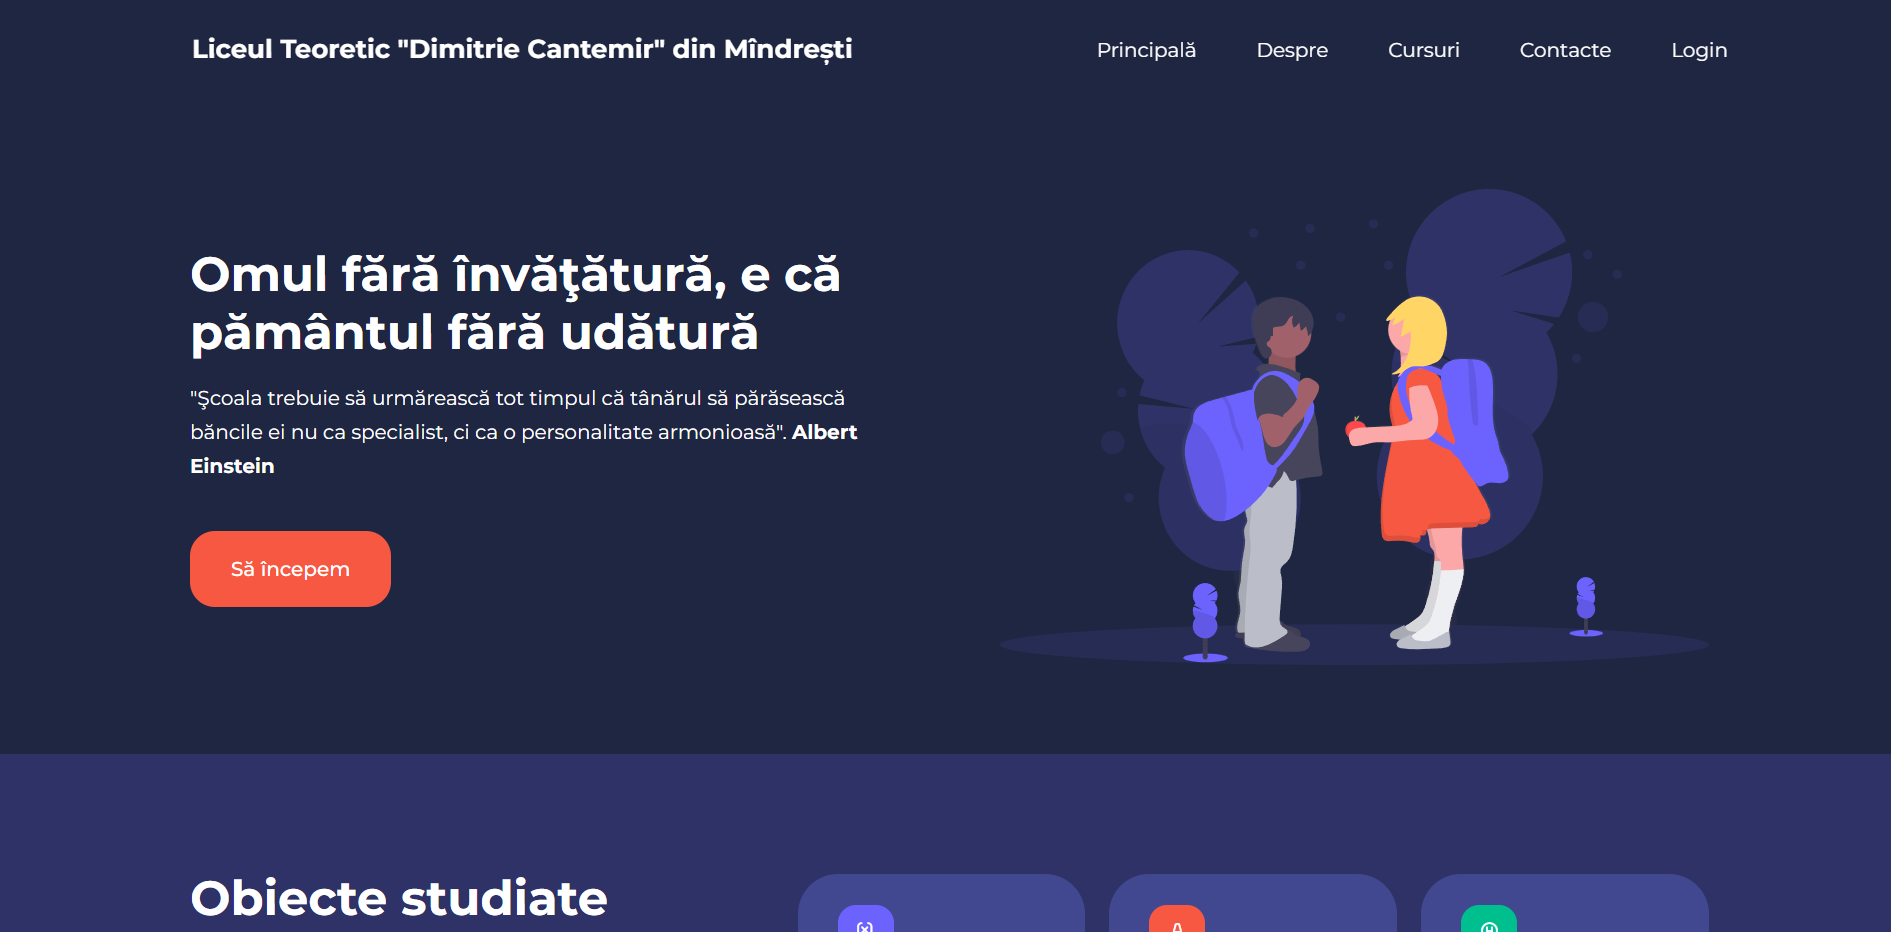 Liceul Teoretic "Dimitrie Cantemir" din Mîndrești
Principală
Despre
Cursuri
Contacte
Login
Omul fără învăţătură, e că
pământul fără udătură
"Şcoala trebuie să urmărească tot timpul că tânărul să părăsească
băncile ei nu ca specialist, ci ca o personalitate armonioasă". Albert
Einstein
Să începem
Obiecte studiate